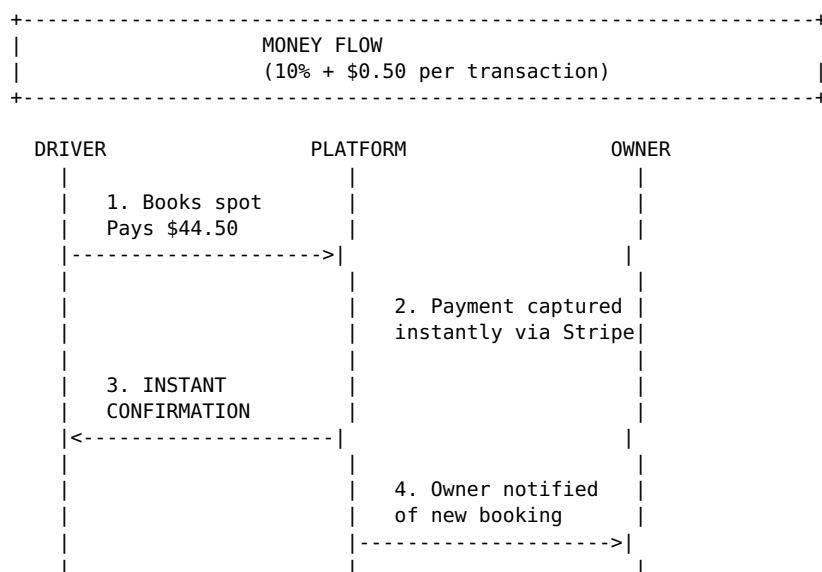 MONEY FLOW
(10% + $0.50 per transaction)
DRIVER PLATFORM OWNER
1. Books spot
Pays $44.50
2. Payment captured
instantly via Stripe
3. INSTANT
CONFIRMATION
4. Owner notified
of new booking